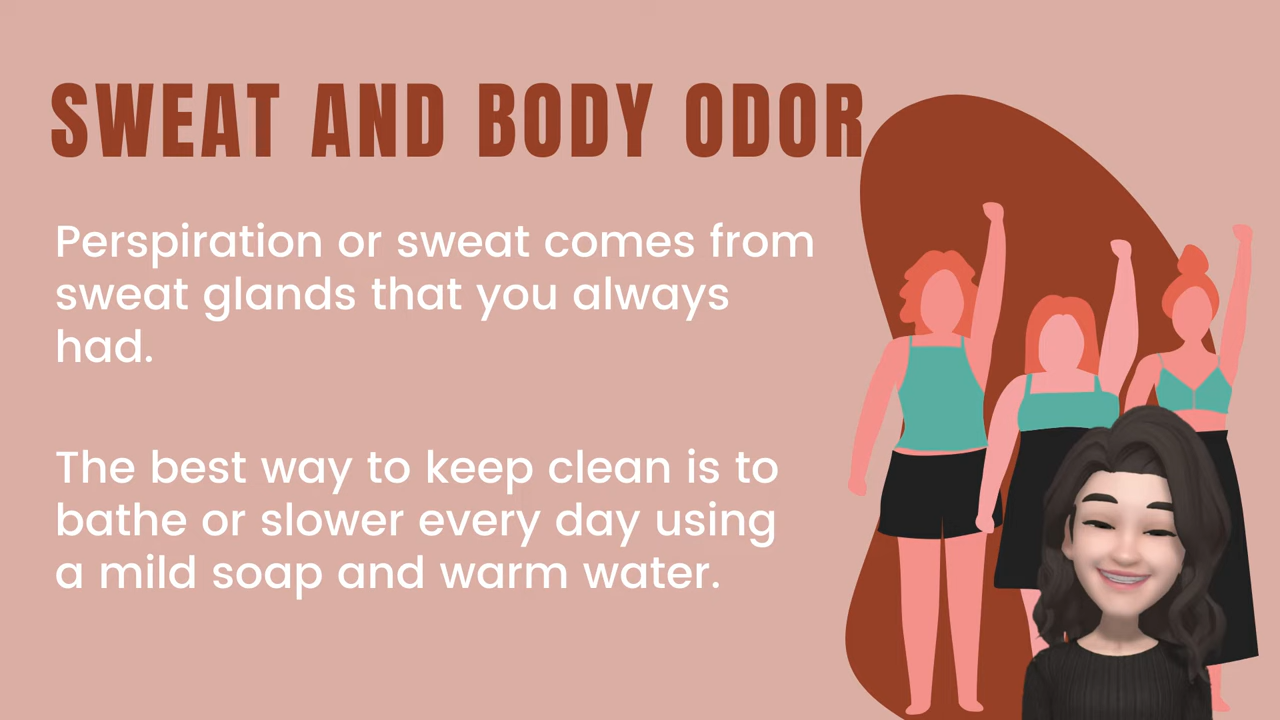 SWEAT AND BODY ODOR
Perspiration or sweat comes from
sweat glands that you always
had.
The best way to keep clean is to
bathe or slower every day using
a mild soap and warm water.